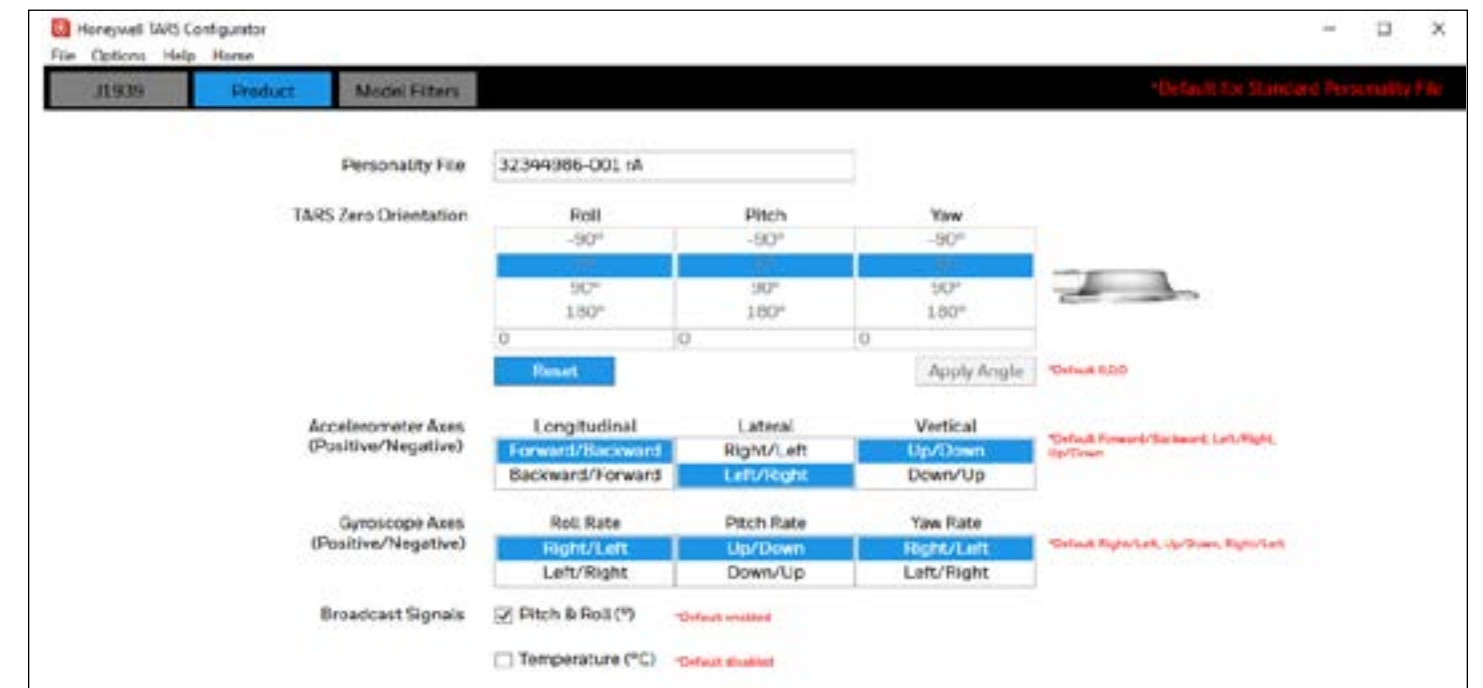 Honeywell TARS Configurator
File Options Help Home
J1939 Product Model Filters *Default for Standard Personality File
Personality File 32344986-001 rA
TARS Zero Orientation Roll Pitch Yaw
-90° -90° -90°
90° 90° 90°
180° 180° 180°
0 0 0
Reset Apply Angle *Default 0,0,0
Accelerometer Axes Longitudinal Lateral Vertical
(Positive/Negative) Forward/Backward Right/Left Up/Down *Default Forward/Backward, Left/Right,
Up/Down
Backward/Forward Left/Right Down/Up
Gyroscope Axes Roll Rate Pitch Rate Yaw Rate
(Positive/Negative) Right/Left Up/Down Right/Left *Default Right/Left, Up/Down, Right/Left
Left/Right Down/Up Left/Right
Broadcast Signals Pitch & Roll (°) *Default enabled
Temperature (°C) *Default disabled